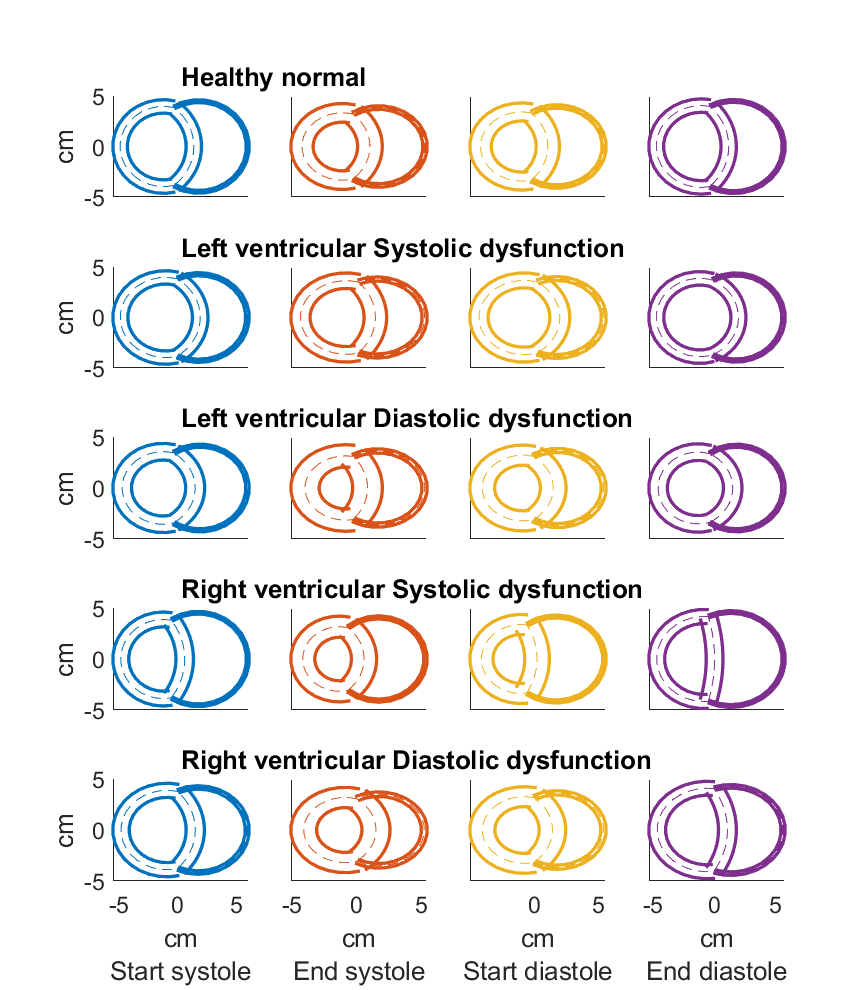 Healthy normal
5
0
-5
cm
Left ventricular Systolic dysfunction
5
0
-5
cm
Left ventricular Diastolic dysfunction
5
0
-5
cm
Right ventricular Systolic dysfunction
5
0
-5
cm
Right ventricular Diastolic dysfunction
5
0
-5
cm
-5 0 5 -5 0 5 0 5 -5 0 5
cm cm cm cm
Start systole End systole Start diastole End diastole